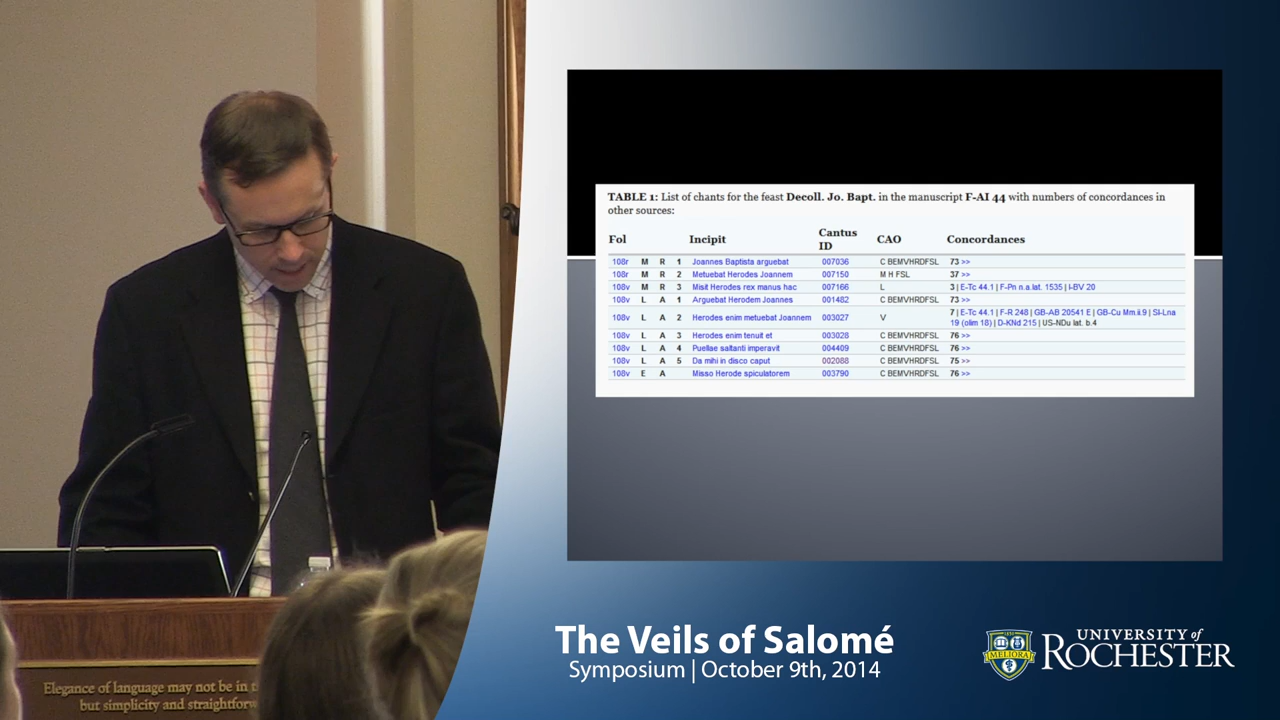 TABLE 1: List of chants for the feast Decoll. Jo. Bapt. in the manuscript F-AI 44 with numbers of concordances in
other sources:
Fol Incipit Cantus ID CAO Concordances
108r M R 1 Joannes Baptista arguebat 007036 C BEMVHRDFSL 73 >>
108r M R 2 Metuebat Herodes Joannem 007150 M H FSL 37 >>
108v M R 3 Misit Herodes rex manus hac 007166 L 3 | E-Tc 44.1 | F-Pn n.a.lat. 1535 | I-BV 20
108v L A 1 Arguebat Herodem Joannes 001482 C BEMVHRDFSL 73 >>
108v L A 2 Herodes enim metuebat Joannem 003027 V 7 | E-Tc 44.1 | F-R 248 | GB-AB 20541 E | GB-Cu Mm.ii.9 | SI-Lna
19 (olim 18) | D-KNd 215 | US-NDu lat. b.4
108v L A 3 Herodes enim tenuit et 003028 C BEMVHRDFSL 76 >>
108v L A 4 Puellae saltanti imperavit 004409 C BEMVHRDFSL 76 >>
108v L A 5 Da mihi in disco caput 002088 C BEMVHRDFSL 75 >>
108v E A Misso Herode spiculatorem 003790 C BEMVHRDFSL 76 >>
The Veils of Salomé
Symposium | October 9th, 2014
MELIORA
UNIVERSITY of
ROCHESTER
Elegance of language may not be in
but simplicity and